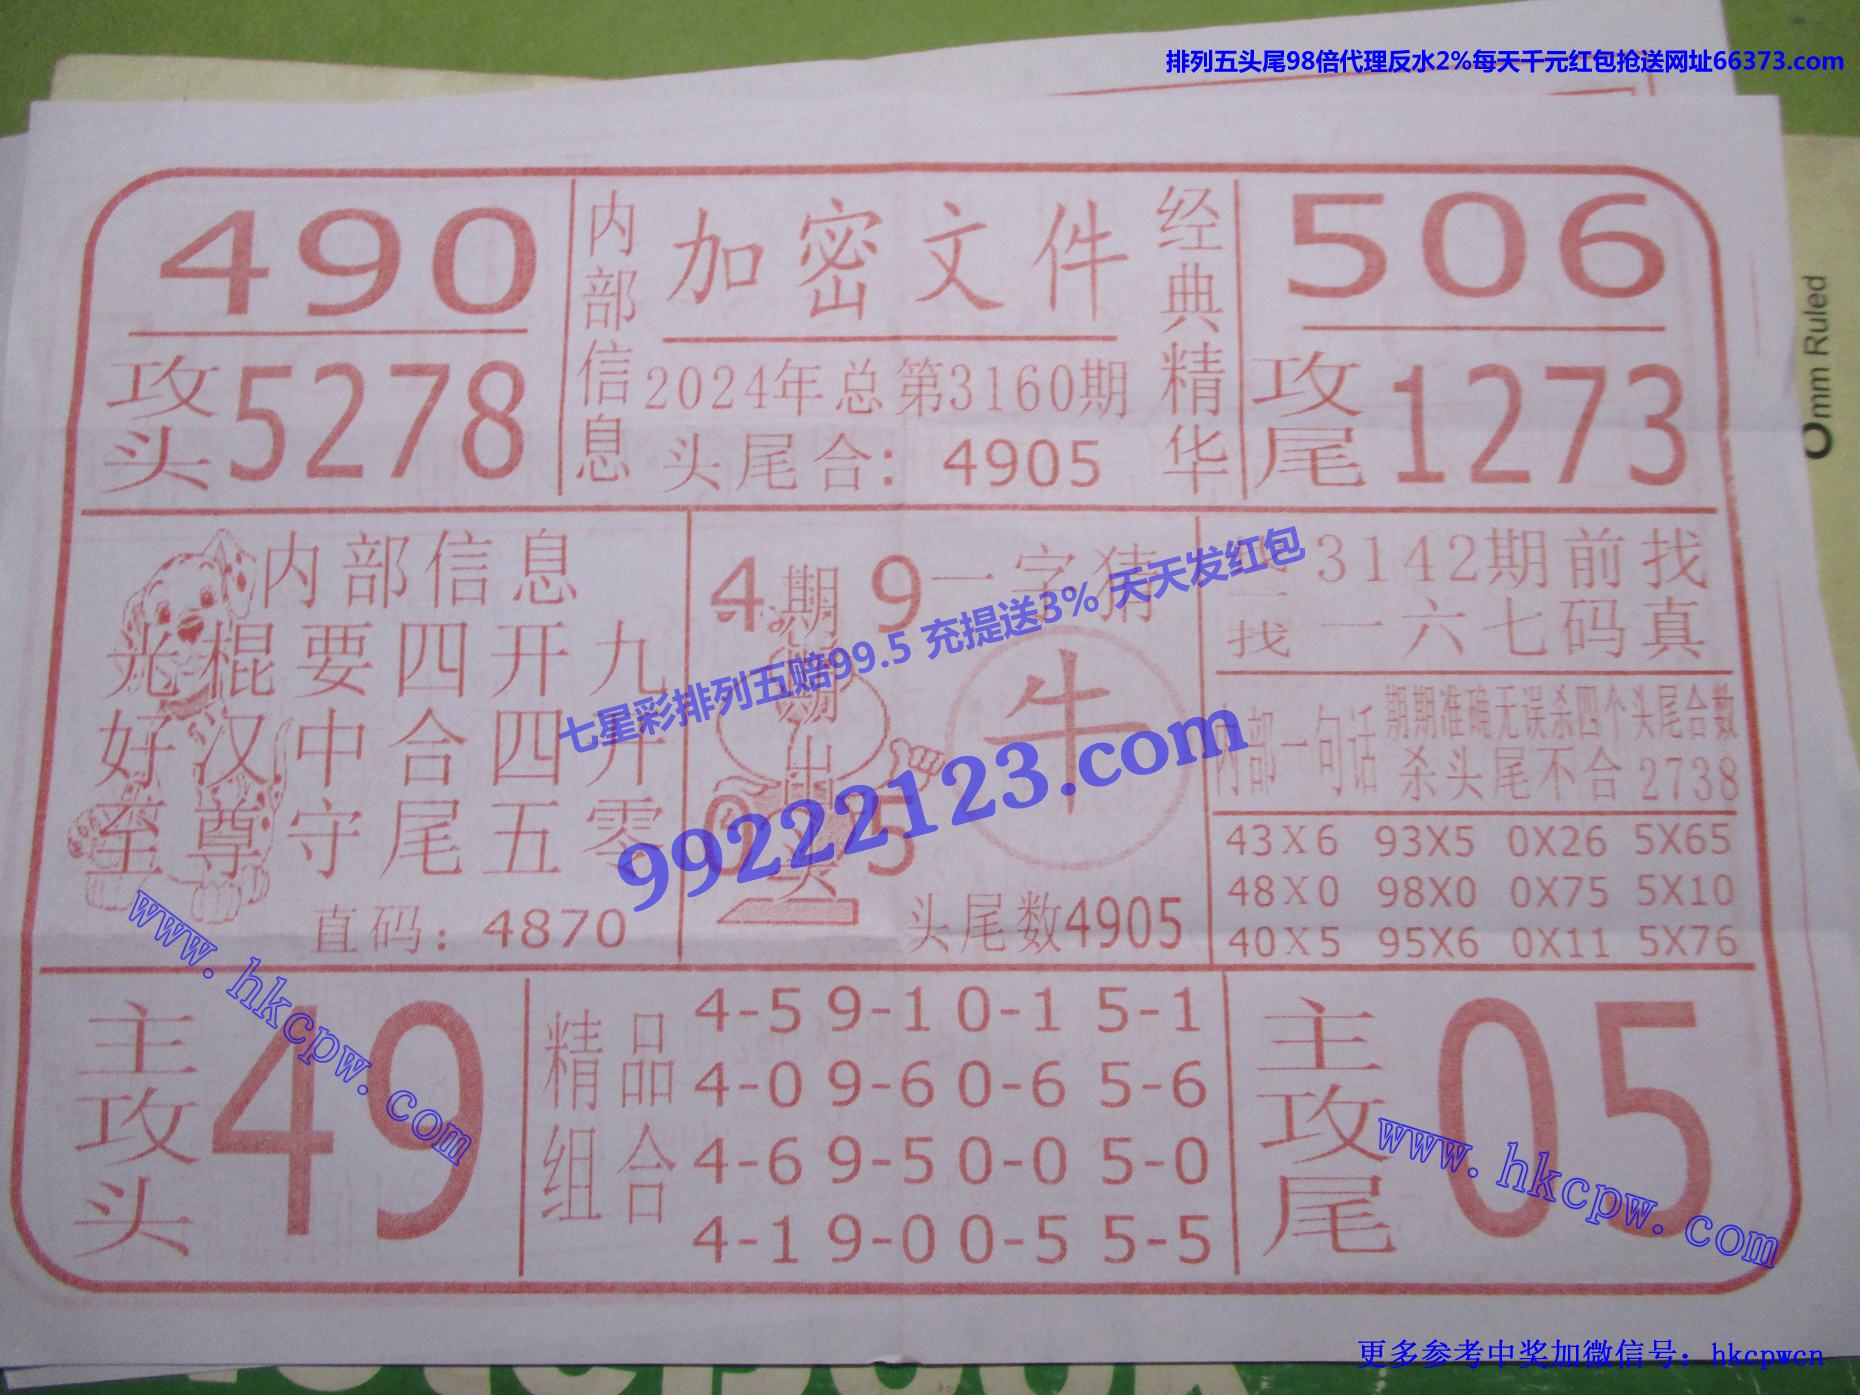 排列五头尾98倍代理反水2%每天千元红包抢送网址66373.com
mm Ruled
490
攻头5278
内部信息
加密文件
2024年总第3160期
头尾合：4905
经典精华
506
攻尾1273
内部信息
光棍要四开九
好汉中合四开
至尊守尾五零
直码：4870
4期9
期期出
5
一字猜
牛
头尾数4905
3142期前找
找一六七码真
内部一句话
期期准确无误杀四个头尾合数
杀头尾不合2738
43X6 93X5 0X26 5X65
48X0 98X0 0X75 5X10
40X5 95X6 0X11 5X76
七星彩排列五赔99.5 充提送3% 天天发红包
99222123.com
www.hkcpw.com
主攻头49
精品组合
4-5 9-1 0-1 5-1
4-0 9-6 0-6 5-6
4-6 9-5 0-0 5-0
4-1 9-0 0-5 5-5
主攻尾05
www.hkcpw.com
更多参考中奖加微信号：hkcpwcn